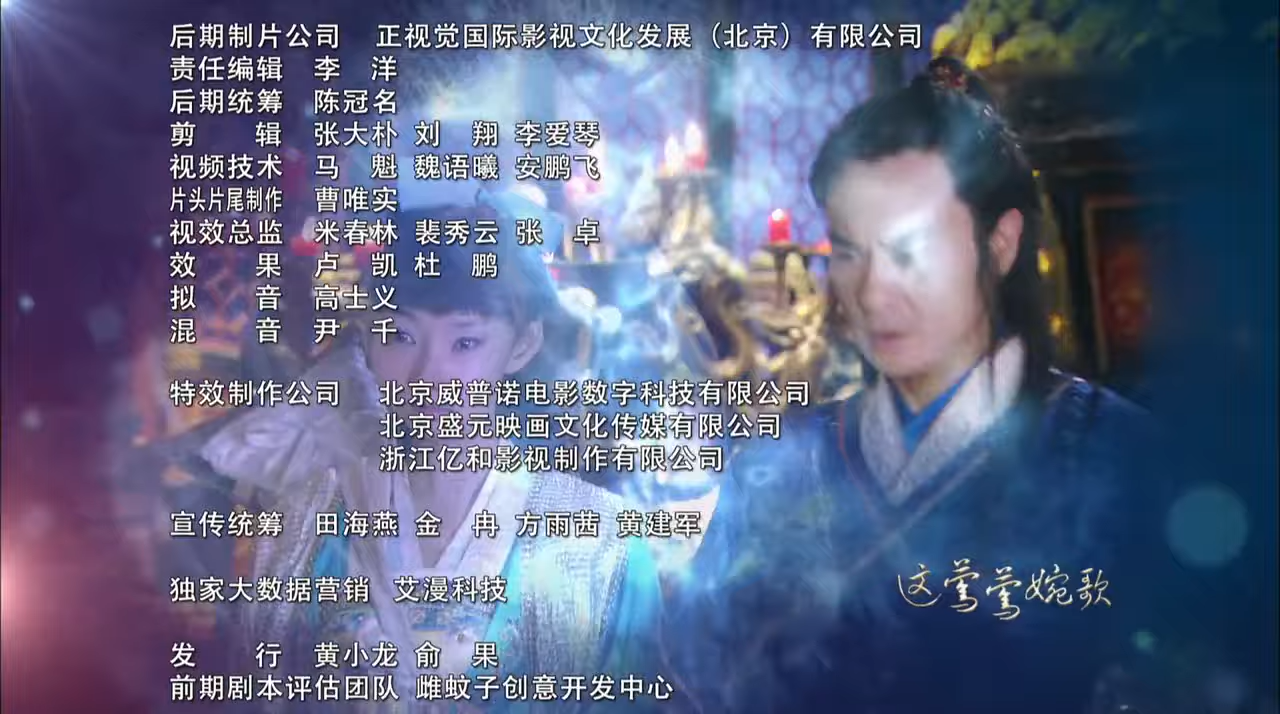 后期制片公司 正视觉国际影视文化发展（北京）有限公司
责任编辑 李 洋
后期统筹 陈冠名
剪 辑 张大朴 刘 翔 李爱琴
视频技术 马 魁 魏语曦 安鹏飞
片头片尾制作 曹唯实
视效总监 米春林 裴秀云 张 卓
效 果 卢 凯 杜 鹏
拟 音 高士义
混 音 尹 千
特效制作公司 北京威普诺电影数字科技有限公司
北京盛元映画文化传媒有限公司
浙江亿和影视制作有限公司
宣传统筹 田海燕 金 冉 方雨茜 黄建军
独家大数据营销 艾漫科技
这莺莺婉歌
发 行 黄小龙 俞 果
前期剧本评估团队 雌蚊子创意开发中心